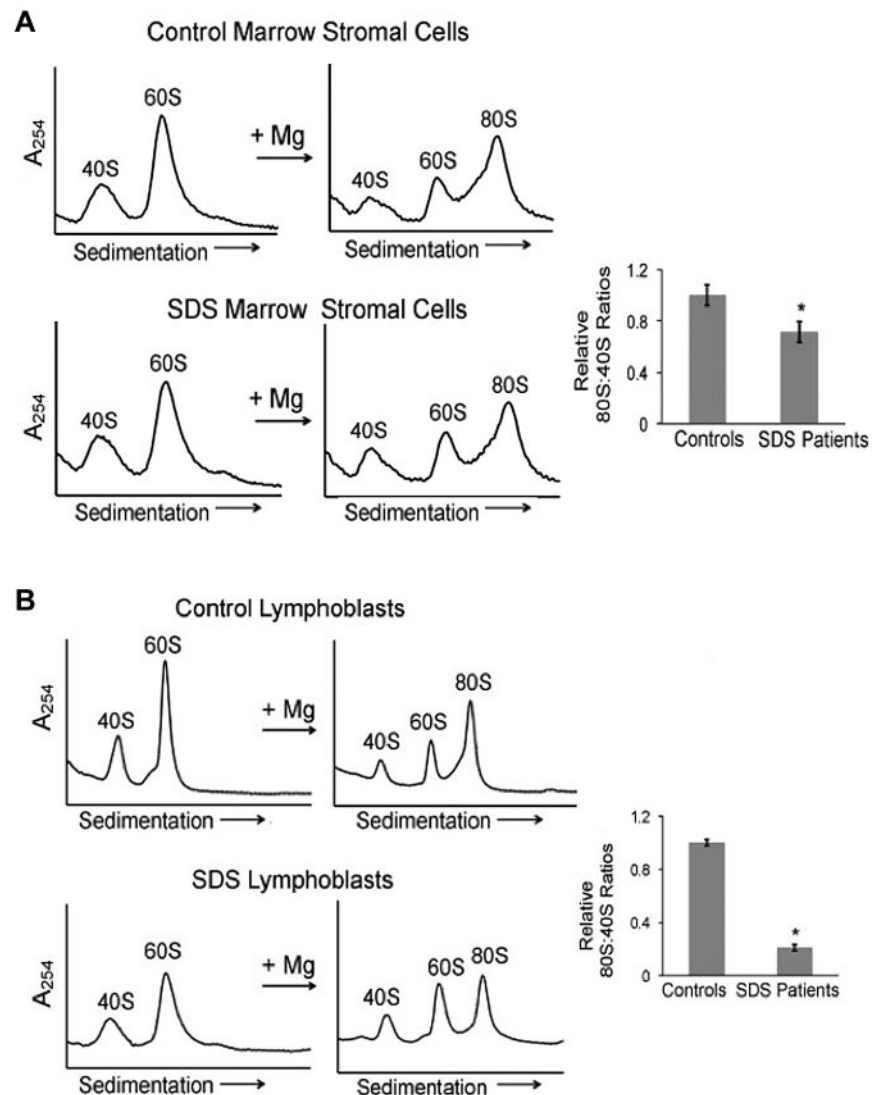 A
Control Marrow Stromal Cells
A254
40S
60S
Sedimentation
+ Mg
40S
60S
80S
Sedimentation
SDS Marrow Stromal Cells
A254
40S
60S
Sedimentation
+ Mg
40S
60S
80S
Sedimentation
Relative
80S:40S Ratios
1.2
0.8
0.4
0
*
Controls
SDS Patients
B
Control Lymphoblasts
A254
40S
60S
Sedimentation
+ Mg
40S
60S
80S
Sedimentation
SDS Lymphoblasts
A254
40S
60S
Sedimentation
+ Mg
40S
60S
80S
Sedimentation
Relative
80S:40S Ratios
1.2
0.8
0.4
0
*
Controls
SDS Patients